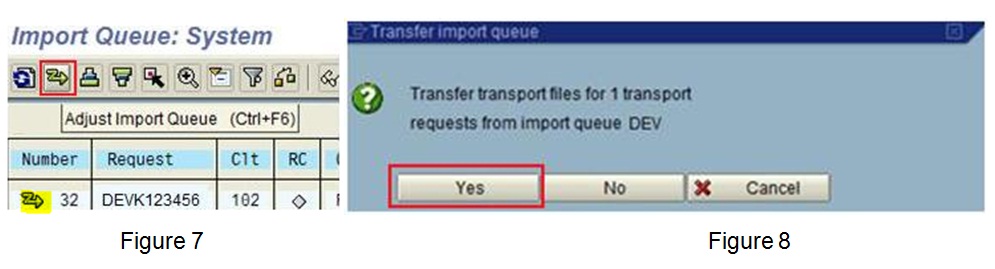 Import Queue: System
Adjust Import Queue (Ctrl+F6)
Number Request Clt RC
32 DEVK123456 102
Transfer import queue
Transfer transport files for 1 transport
requests from import queue DEV
Yes No Cancel
Figure 7
Figure 8